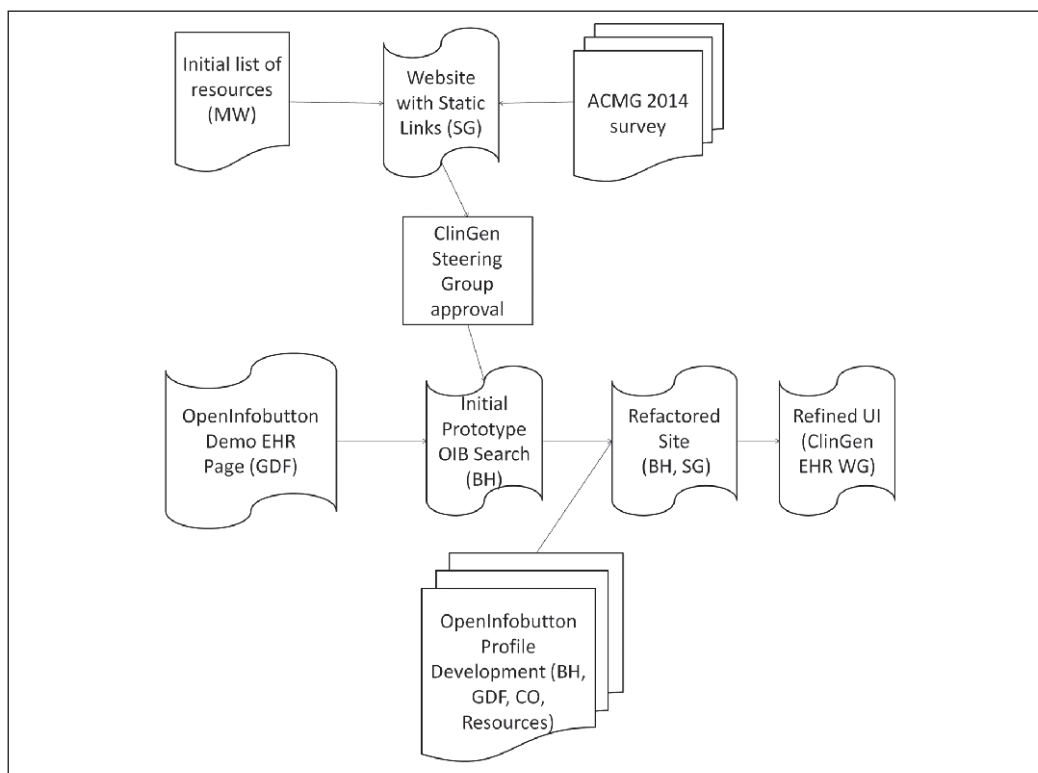 Initial list of
resources
(MW)
Website
with Static
Links (SG)
ACMG 2014
survey
ClinGen
Steering
Group
approval
OpenInfobutton
Demo EHR
Page (GDF)
Initial
Prototype
OIB Search
(BH)
Refactored
Site
(BH, SG)
Refined UI
(ClinGen
EHR WG)
OpenInfobutton
Profile
Development (BH,
GDF, CO,
Resources)